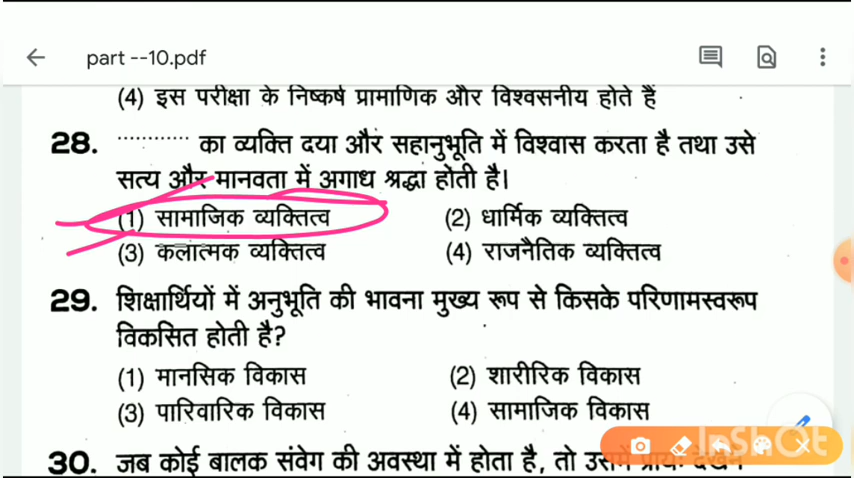 part --10.pdf
(4) इस परीक्षा के निष्कर्ष प्रामाणिक और विश्वसनीय होते हैं
28. ............ का व्यक्ति दया और सहानुभूति में विश्वास करता है तथा उसे
सत्य और मानवता में अगाध श्रद्धा होती है।
(1) सामाजिक व्यक्तित्व (2) धार्मिक व्यक्तित्व
(3) कलात्मक व्यक्तित्व (4) राजनैतिक व्यक्तित्व
29. शिक्षार्थियों में अनुभूति की भावना मुख्य रूप से किसके परिणामस्वरूप
विकसित होती है?
(1) मानसिक विकास (2) शारीरिक विकास
(3) पारिवारिक विकास (4) सामाजिक विकास
30. जब कोई बालक संवेग की अवस्था में होता है, तो उसमें प्रायः देखने
InShOt